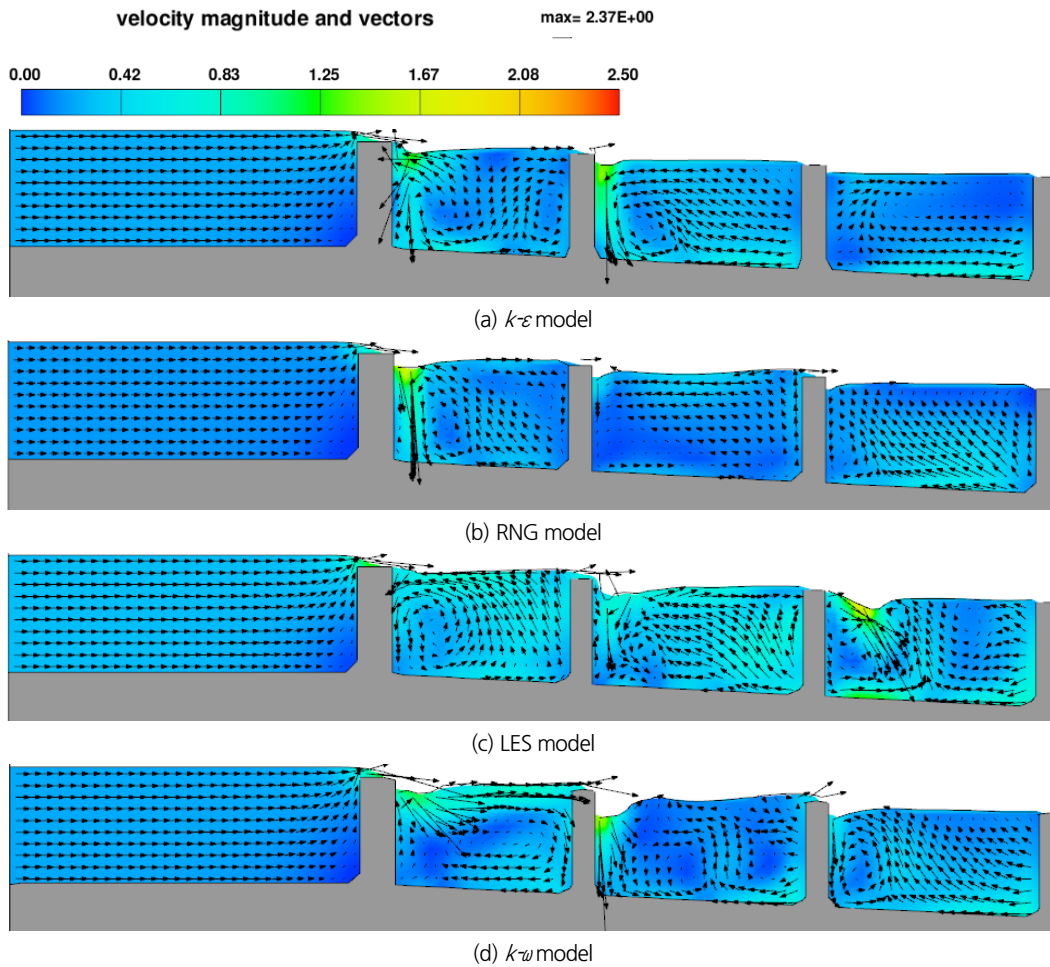 velocity magnitude and vectors max= 2.37E+00
0.00 0.42 0.83 1.25 1.67 2.08 2.50
(a) k-ε model
(b) RNG model
(c) LES model
(d) k-ω model